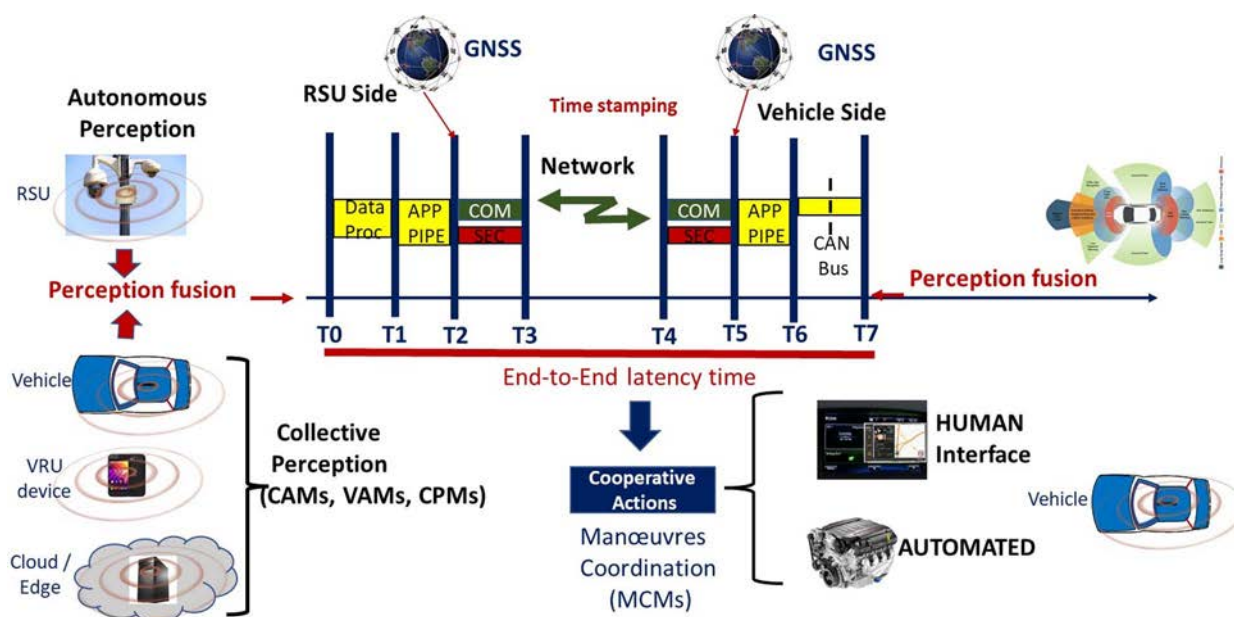 GNSS
GNSS
Autonomous
Perception
RSU Side
Time stamping
Vehicle Side
RSU
Network
Data
Proc
APP
PIPE
COM
SEC
COM
SEC
APP
PIPE
CAN
Bus
Perception fusion
Perception fusion
T0
T1
T2
T3
T4
T5
T6
T7
End-to-End latency time
Vehicle
VRU
device
Cloud /
Edge
Collective
Perception
(CAMs, VAMs, CPMs)
Cooperative
Actions
Manœuvres
Coordination
(MCMs)
HUMAN
Interface
AUTOMATED
Vehicle